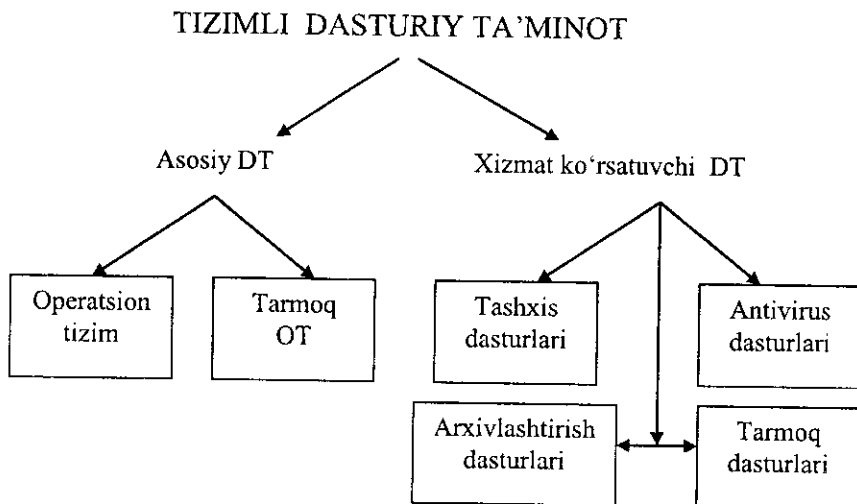 TIZIMLI DASTURIY TA’MINOT
Asosiy DT
Xizmat ko‘rsatuvchi DT
Operatsion
tizim
Tarmoq
OT
Tashxis
dasturlari
Antivirus
dasturlari
Arxivlashtirish
dasturlari
Tarmoq
dasturlari